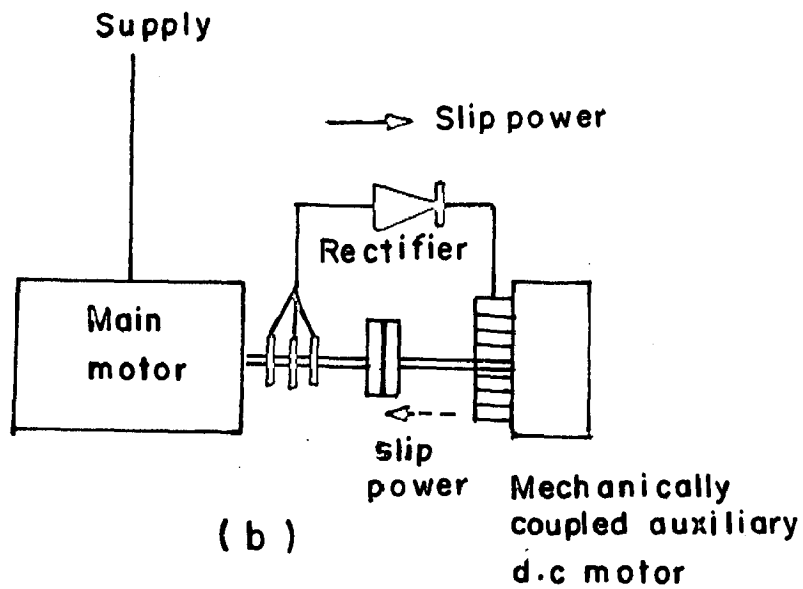 Supply
Slip power
Rectifier
Main
motor
slip
power
Mechanically
coupled auxiliary
d.c motor
(b)